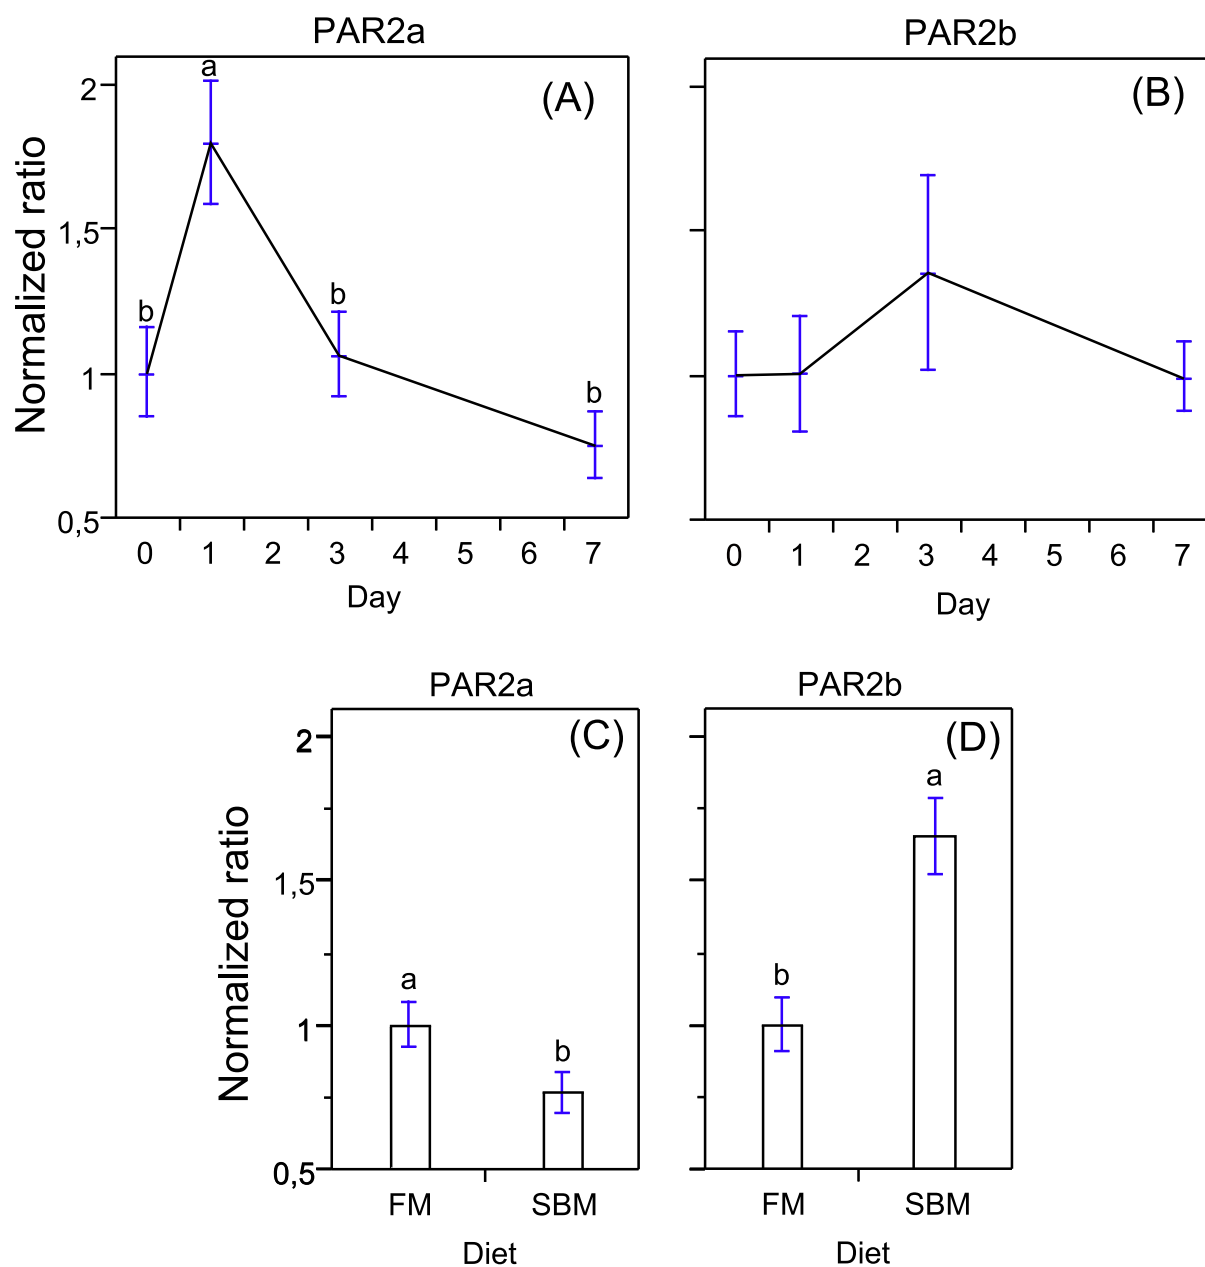 PAR2a
PAR2b
(A)
(B)
Normalized ratio
2
1,5
1
0,5
b
a
b
b
0 1 2 3 4 5 6 7
0 1 2 3 4 5 6 7
Day
Day
PAR2a
PAR2b
(C)
(D)
Normalized ratio
2
1,5
1
0,5
a
b
b
a
FM SBM
FM SBM
Diet
Diet